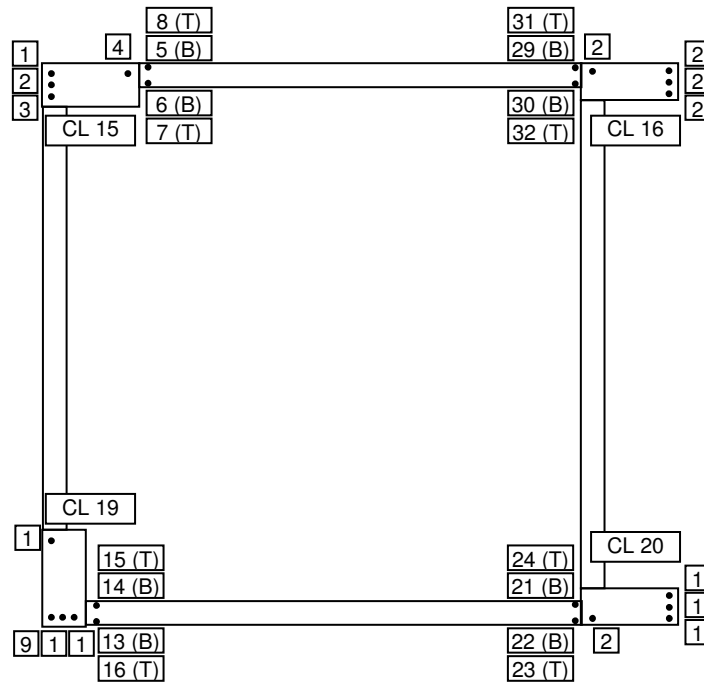 8 (T)
31 (T)
4
2
1
5 (B)
29 (B)
2
2
2
3
6 (B)
30 (B)
2
CL 15
7 (T)
32 (T)
CL 16
CL 19
1
15 (T)
24 (T)
CL 20
14 (B)
21 (B)
1
1
1
9 1 1
13 (B)
22 (B)
2
16 (T)
23 (T)